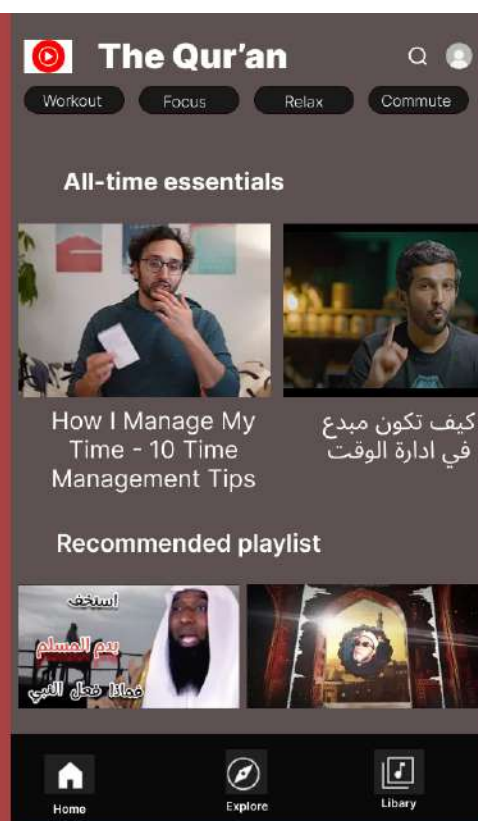 The Qur'an
Workout
Focus
Relax
Commute
All-time essentials
How I Manage My
Time - 10 Time
Management Tips
كيف تكون مبدع
في ادارة الوقت
Recommended playlist
إستخف
بدم المسلم
فماذا فعل النبي
Home
Explore
Libary